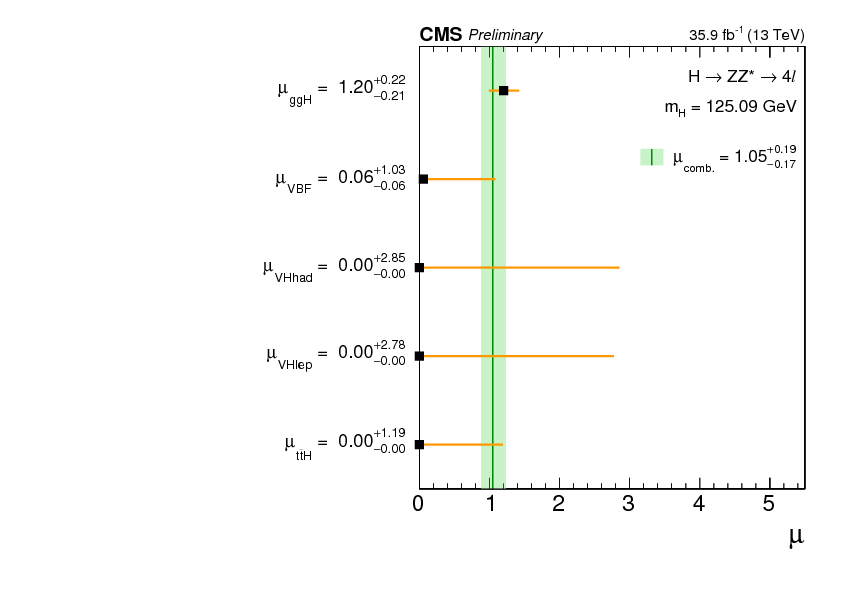 CMS Preliminary 35.9 fb⁻¹ (13 TeV)
H → ZZ* → 4l
m_H = 125.09 GeV
μ_comb. = 1.05 +0.19 −0.17
μ_ggH = 1.20 +0.22 −0.21
μ_VBF = 0.06 +1.03 −0.06
μ_VHhad = 0.00 +2.85 −0.00
μ_VHlep = 0.00 +2.78 −0.00
μ_ttH = 0.00 +1.19 −0.00
0 1 2 3 4 5
μ